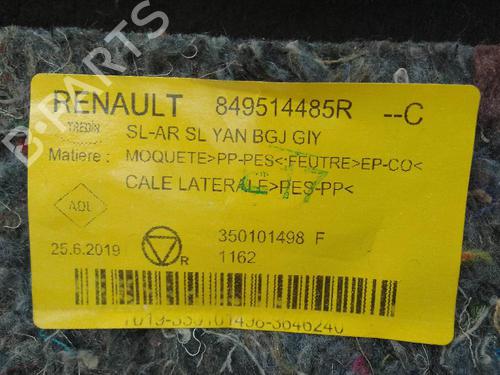 B-PARTS
RENAULT 849514485R --C
TREDIR SL-AR SL YAN BGJ GIY
Matiere : MOQUETE>PP-PES<FEUTRE>EP-CO<
CALE LATERALE>PES-PP<
AQL
25.6.2019 R 350101498 F
1162